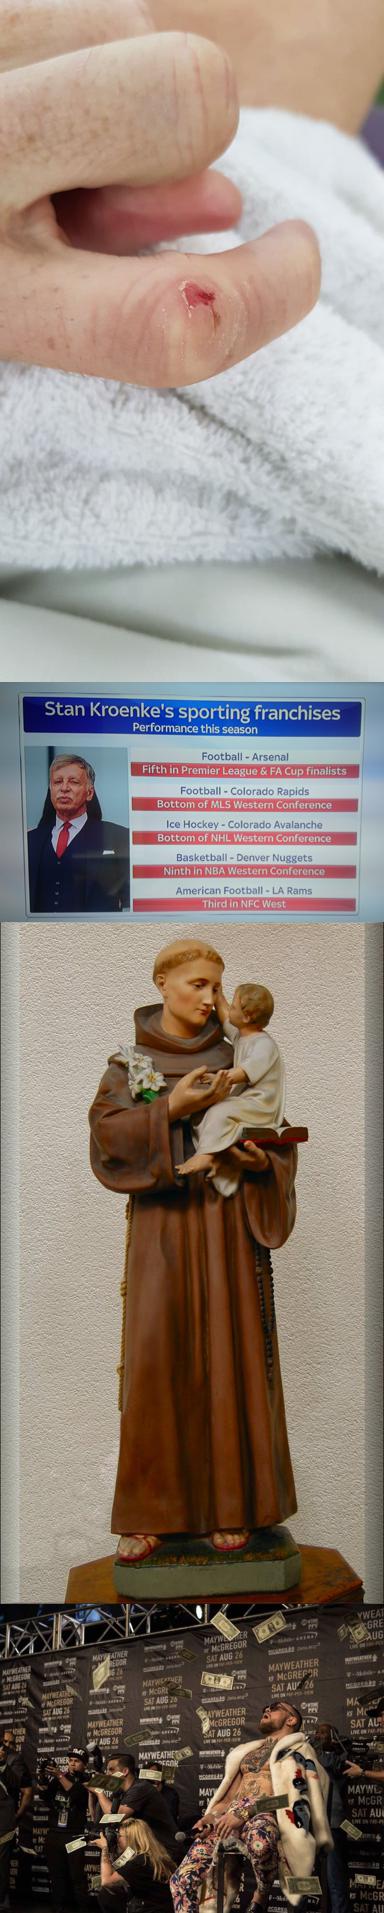 Stan Kroenke's sporting franchises
Performance this season
Football - Arsenal
Fifth in Premier League & FA Cup finalists
Football - Colorado Rapids
Bottom of MLS Western Conference
Ice Hockey - Colorado Avalanche
Bottom of NHL Western Conference
Basketball - Denver Nuggets
Ninth in NBA Western Conference
American Football - LA Rams
Third in NFC West
MAYWEATHER
VS McGREGOR
SAT AUG 26